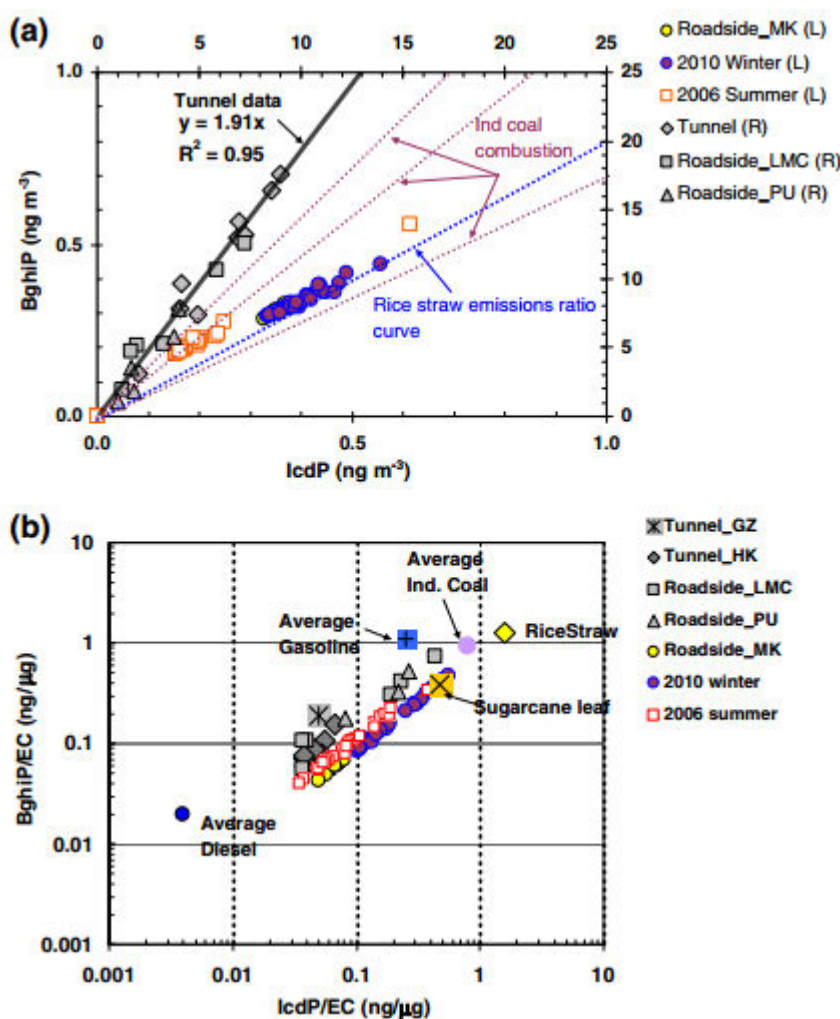 (a)
0 5 10 15 20 25
1.0 25
Tunnel data
y = 1.91x
R² = 0.95
Ind coal
combustion
20
15
0.5
10
Rice straw emissions ratio
curve
5
0.0 0
0.0 0.5 1.0
BghiP (ng m⁻³)
IcdP (ng m⁻³)
Roadside_MK (L)
2010 Winter (L)
2006 Summer (L)
Tunnel (R)
Roadside_LMC (R)
Roadside_PU (R)
(b)
10
1
0.1
0.01
0.001
BghiP/EC (ng/µg)
Average
Ind. Coal
Average
Gasoline
RiceStraw
Sugarcane leaf
Average
Diesel
0.001 0.01 0.1 1 10
IcdP/EC (ng/µg)
Tunnel_GZ
Tunnel_HK
Roadside_LMC
Roadside_PU
Roadside_MK
2010 winter
2006 summer